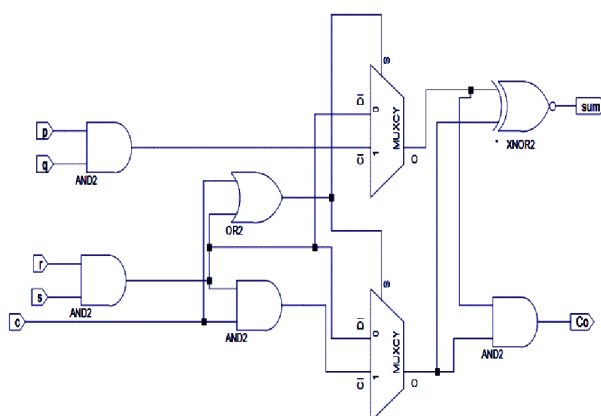 S
DI
0
p
MUXCY
sum
q
CI
1
O
XNOR2
AND2
OR2
r
S
s
AND2
DI
0
c
MUXCY
Co
AND2
CI
1
O
AND2